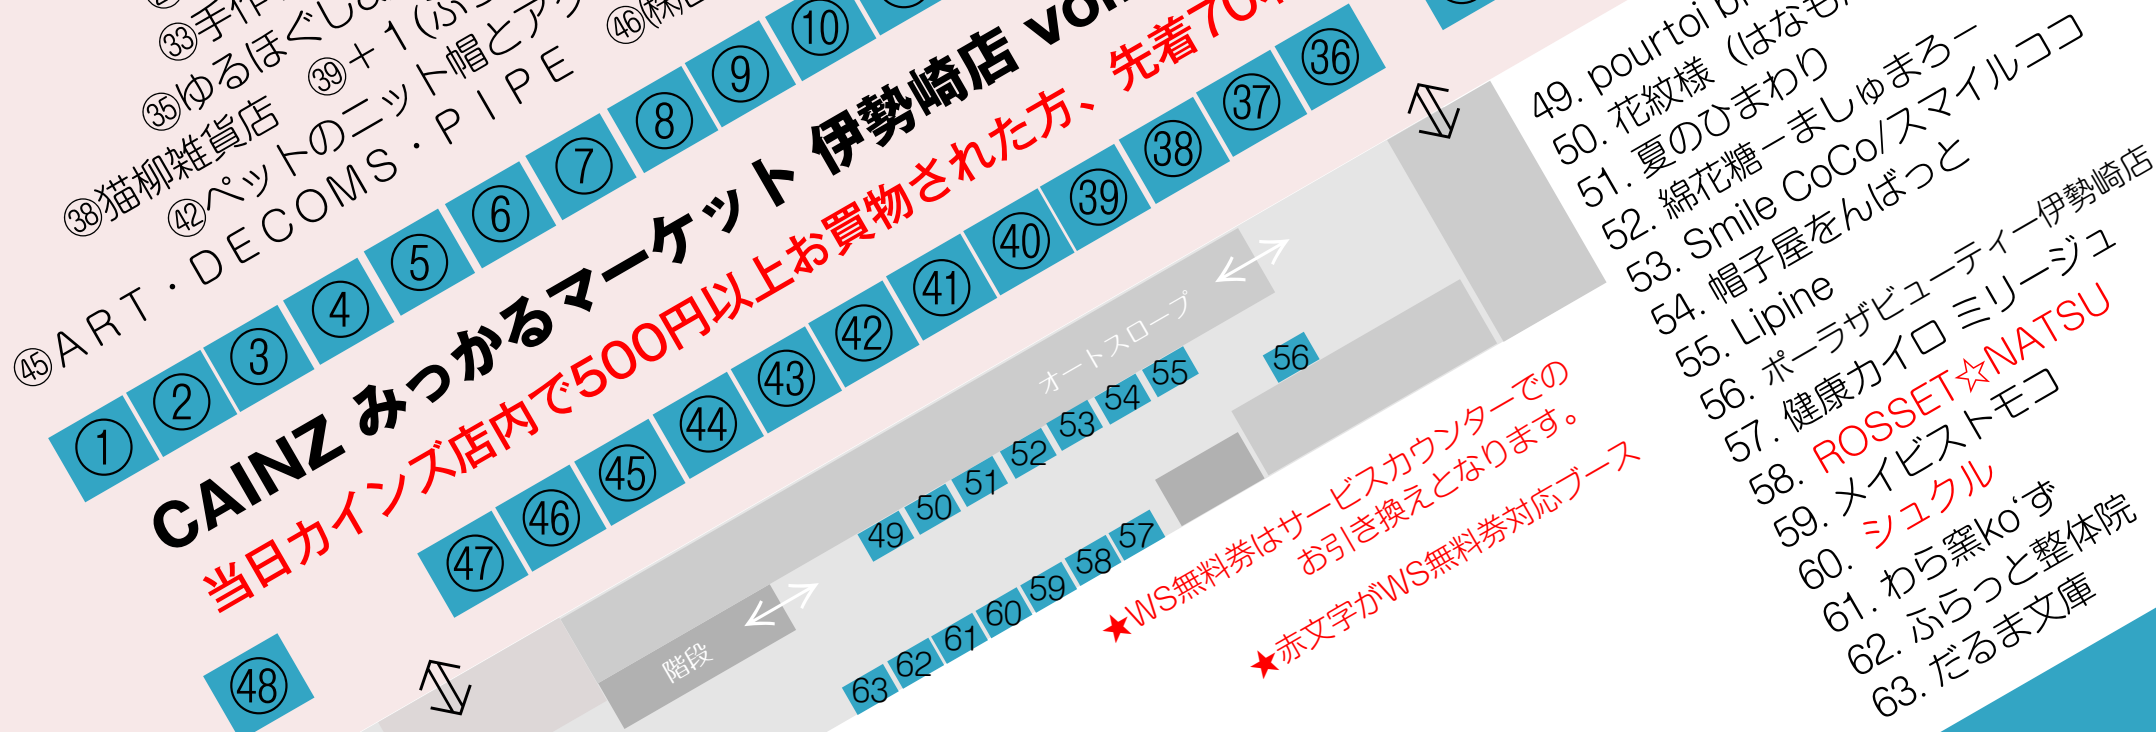 ㉝手作
㉟ゆるほぐし
㊳猫柳雑貨店 ㊴＋１（ふ
㊷ペットのニット帽とア
㊺ＡＲＴ・ＤＥＣＯＭＳ・ＰＩＰＥ ㊻㈱
① ② ③ ④ ⑤ ⑥ ⑦ ⑧ ⑨ ⑩
CAINZ みっかるマーケット 伊勢崎店 vol.
当日カインズ店内で500円以上お買物された方、先着70
㊽ ㊼ ㊻ ㊺ ㊹ ㊸ ㊷ ㊶ ㊵ ㊴ ㊳ ㊲ ㊱
オートスロープ
階段
49 50 51 52 53 54 55 56
63 62 61 60 59 58 57
★WS無料券はサービスカウンターでの
お引き換えとなります。
★赤文字がWS無料券対応ブース
49. pourtoi
50. 花紋様（はなも
51. 夏のひまわり
52. 綿花糖ーましゅまろー
53. Smile CoCo/スマイルココ
54. 帽子屋をんばっと
55. Lipine
56. ポーラザビューティー伊勢崎店
57. 健康カイロ ミリージュ
58. ROSSET☆NATSU
59. メイビストモコ
60. シュクル
61. わら窯ko‘ず
62. ふらっと整体院
63. だるま文庫